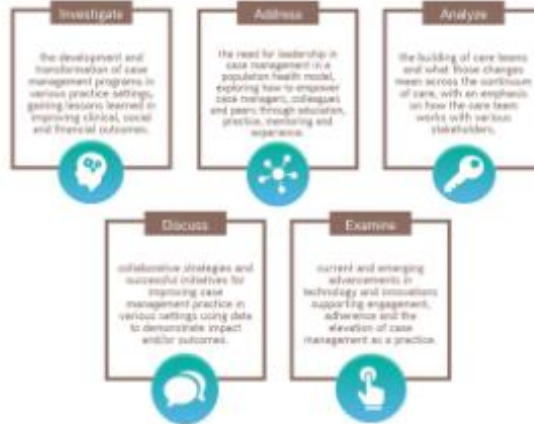 Investigate
the development and
transformation of case
management programs in
various practice settings,
gaining lessons learned in
improving clinical, social
and financial outcomes.
Address
the need for leadership in
case management in a
population health model,
exploring how to empower
case managers, colleagues
and peers through education,
practice, mentoring and
experience.
Analyze
the building of care teams
and what those changes
mean across the continuum
of care, with an emphasis
on how the care team
works with various
stakeholders.
Discuss
collaborative strategies and
successful initiatives for
improving case
management practice in
various settings using data
to demonstrate impact
and/or outcomes.
Examine
current and emerging
advancements in
technology and innovations
supporting engagement,
adherence and the
elevation of case
management as a practice.